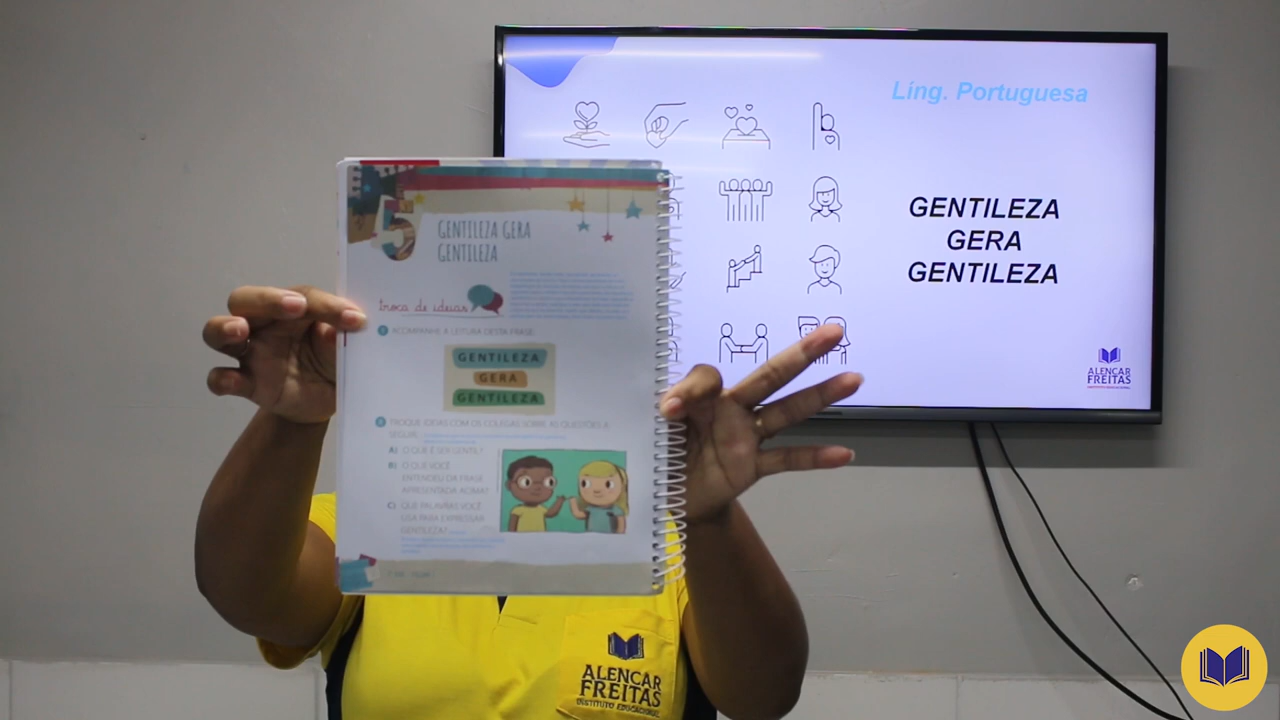 Líng. Portuguesa
GENTILEZA
GERA
GENTILEZA
ALENCAR
FREITAS
5
GENTILEZA GERA
GENTILEZA
troca de ideias
1 ACOMPANHE A LEITURA DESTA FRASE:
GENTILEZA
GERA
GENTILEZA
2 TROQUE IDEIAS COM OS COLEGAS SOBRE AS QUESTÕES A
SEGUIR.
A) O QUE É SER GENTIL?
B) O QUE VOCÊ
ENTENDEU DA FRASE
APRESENTADA ACIMA?
C) QUE PALAVRAS VOCÊ
USA PARA EXPRESSAR
GENTILEZA?
ALENCAR
FREITAS
INSTITUTO EDUCACIONAL